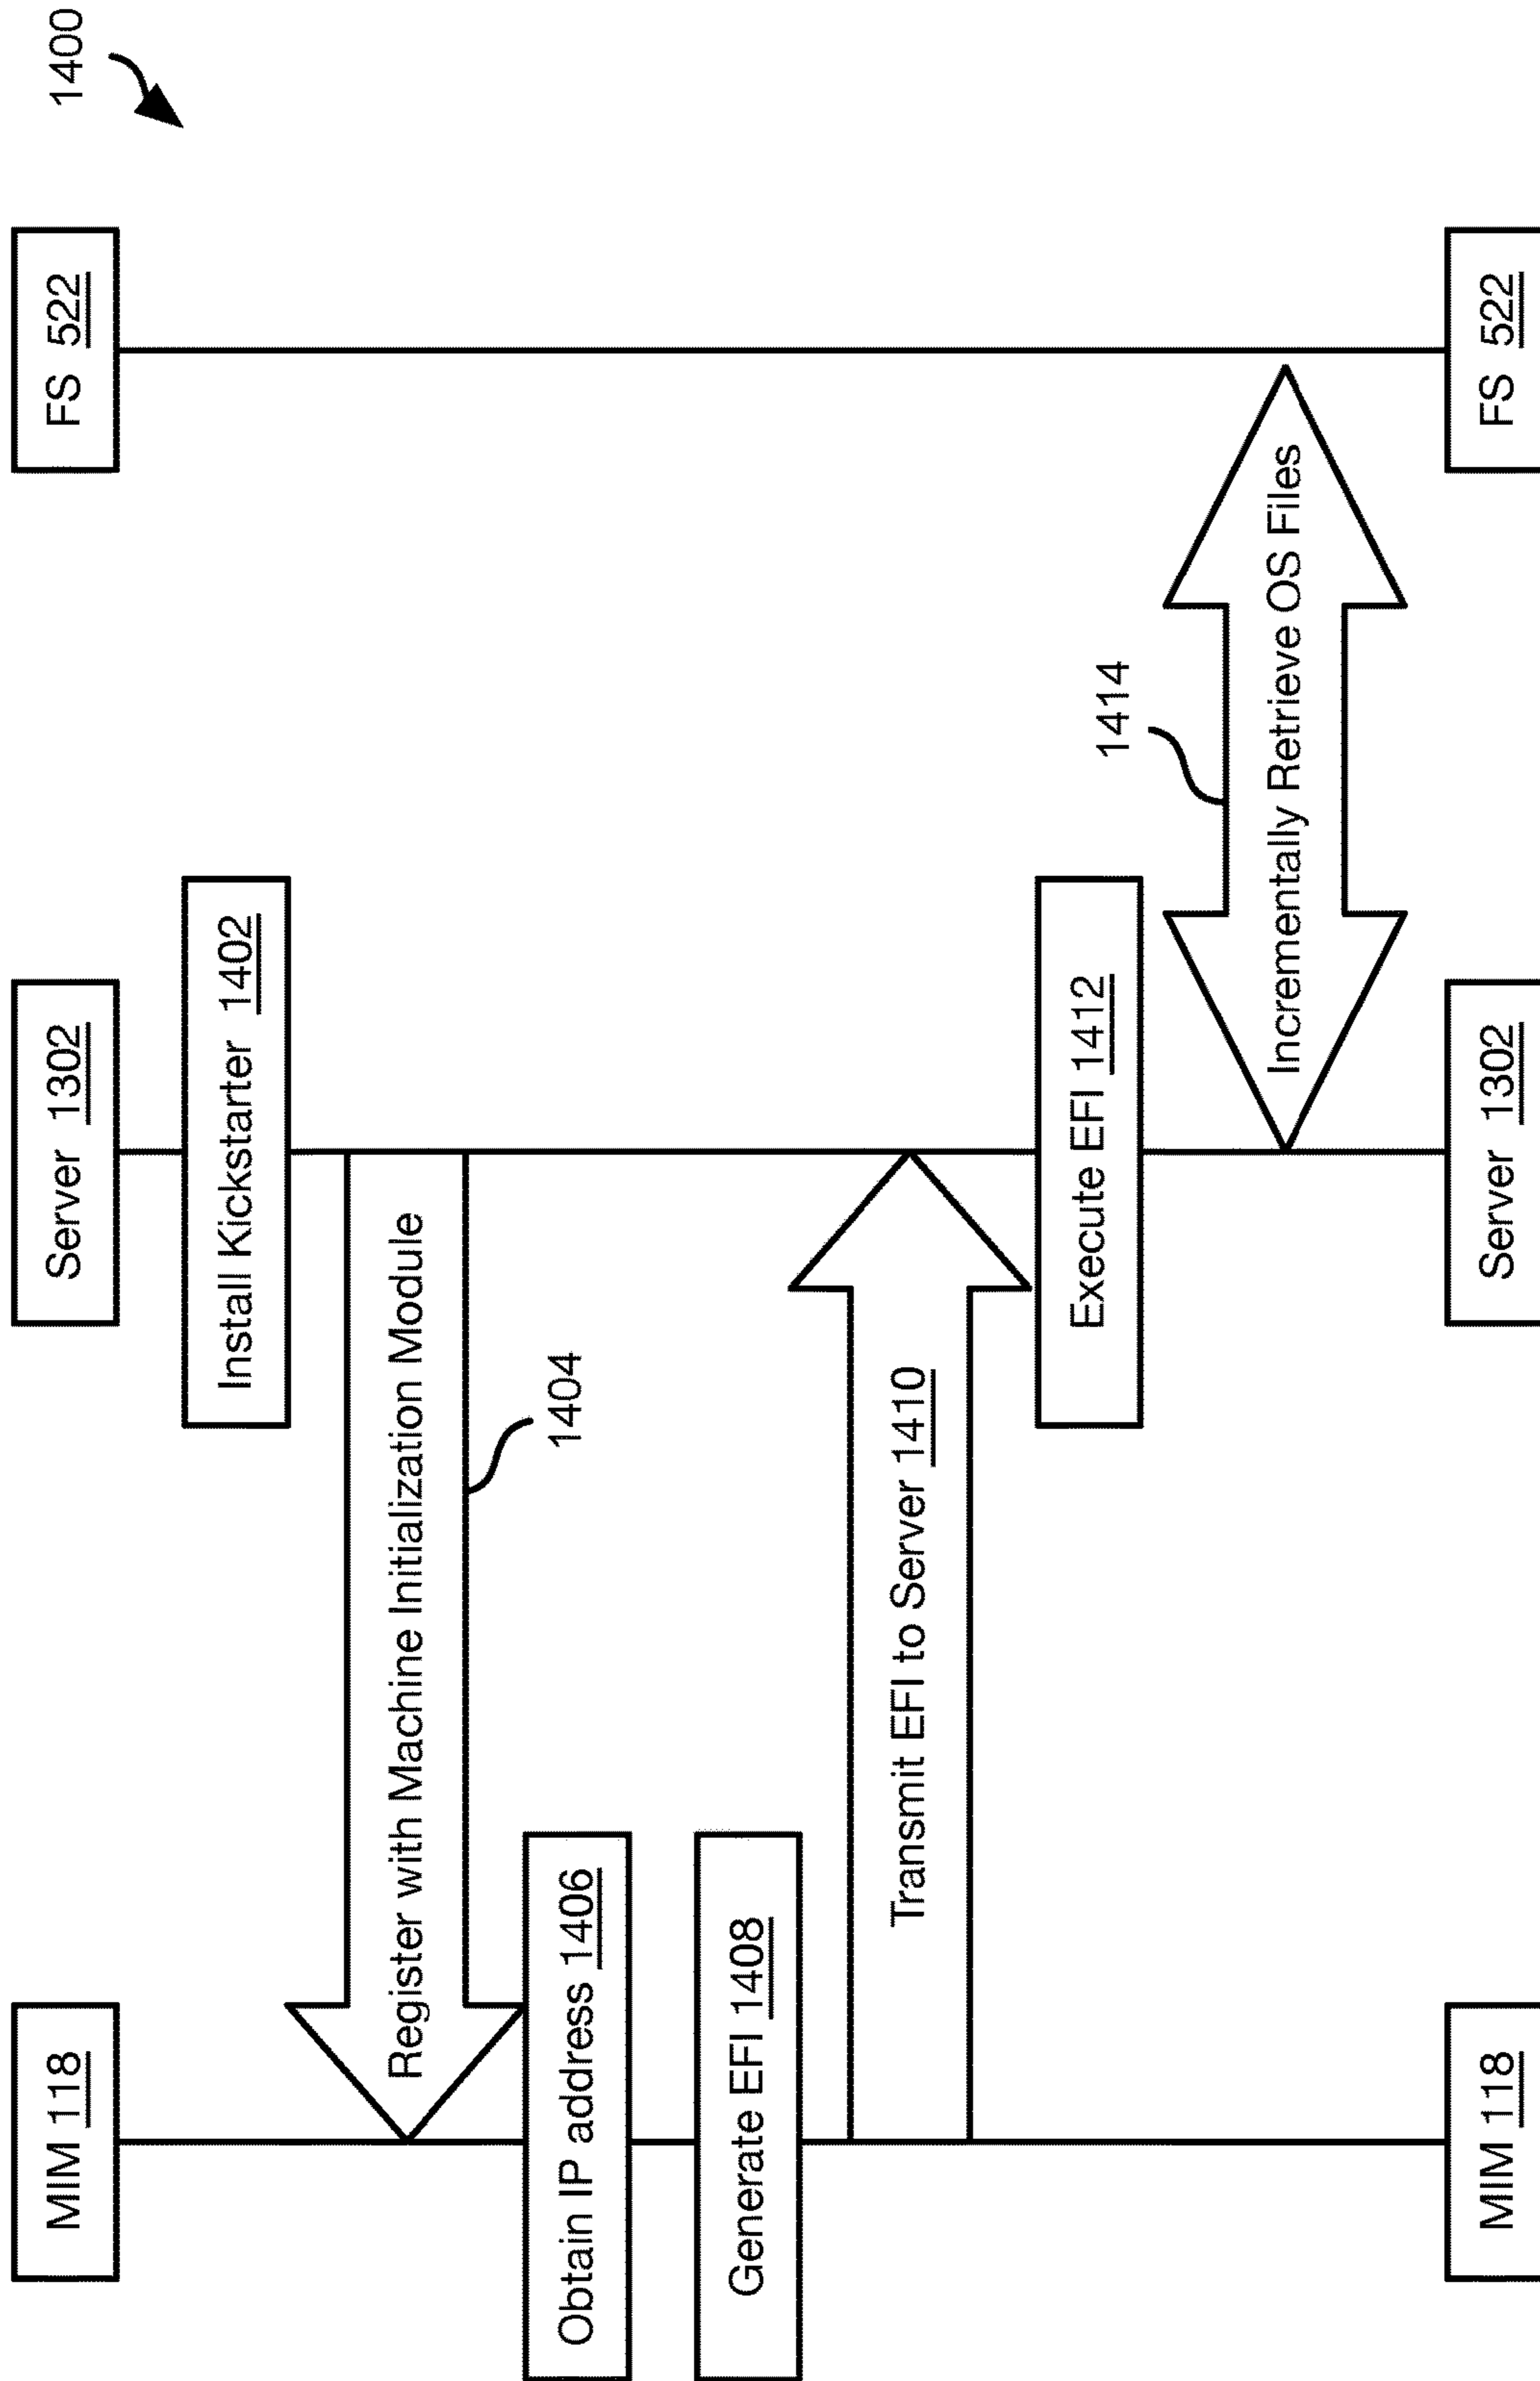 1400
MIM 118
Server 1302
FS 522
Install Kickstarter 1402
Register with Machine Initialization Module
1404
Obtain IP address 1406
Generate EFI 1408
Transmit EFI to Server 1410
Execute EFI 1412
1414
Incrementally Retrieve OS Files
MIM 118
Server 1302
FS 522